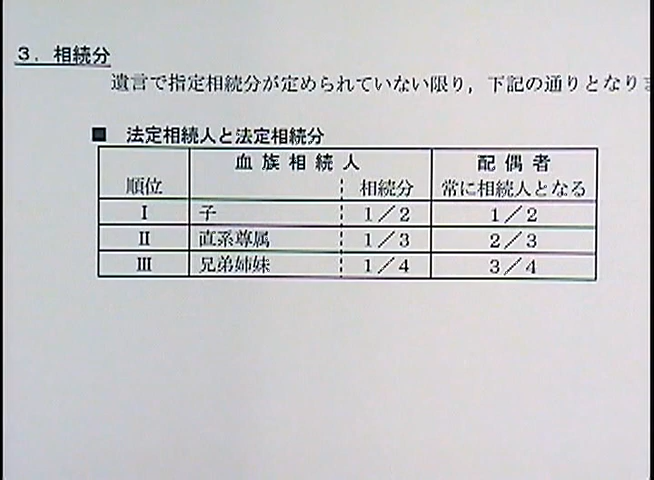 3. 相続分
遺言で指定相続分が定められていない限り, 下記の通りとなりま
■ 法定相続人と法定相続分
血族相続人 配偶者
順位 相続分 常に相続人となる
Ⅰ 子 1/2 1/2
Ⅱ 直系尊属 1/3 2/3
Ⅲ 兄弟姉妹 1/4 3/4